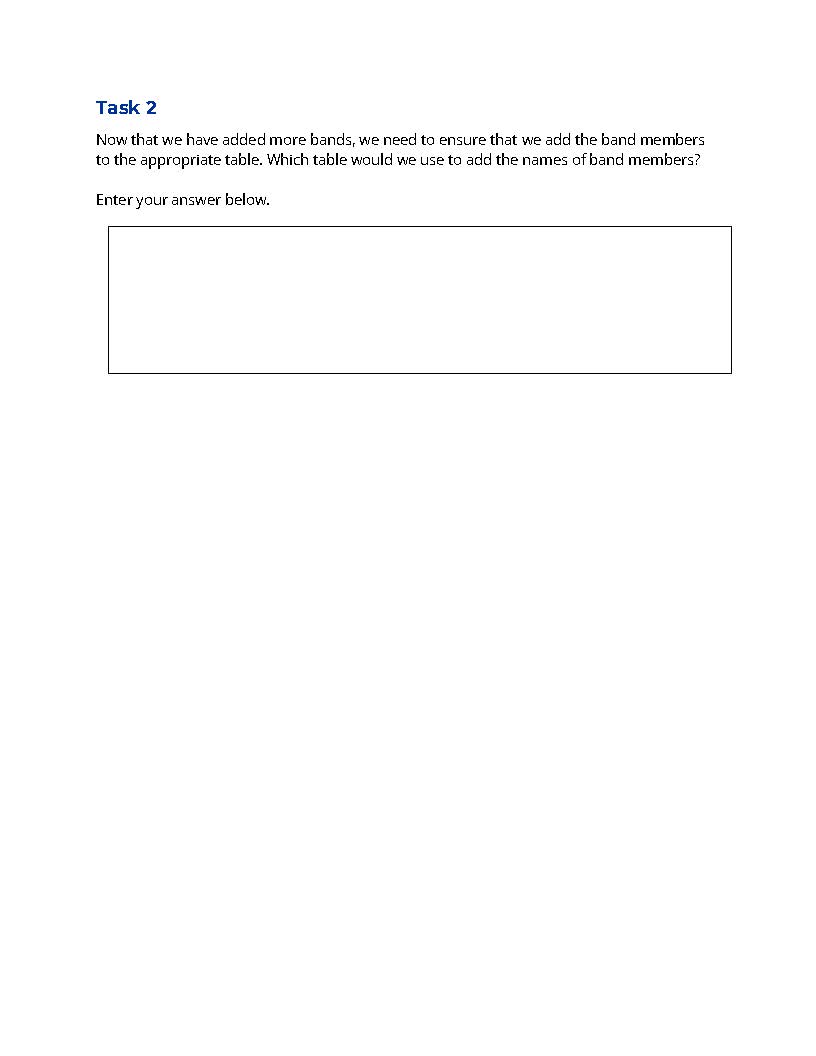 Task 2
Now that we have added more bands, we need to ensure that we add the band members
to the appropriate table. Which table would we use to add the names of band members?
Enter your answer below.